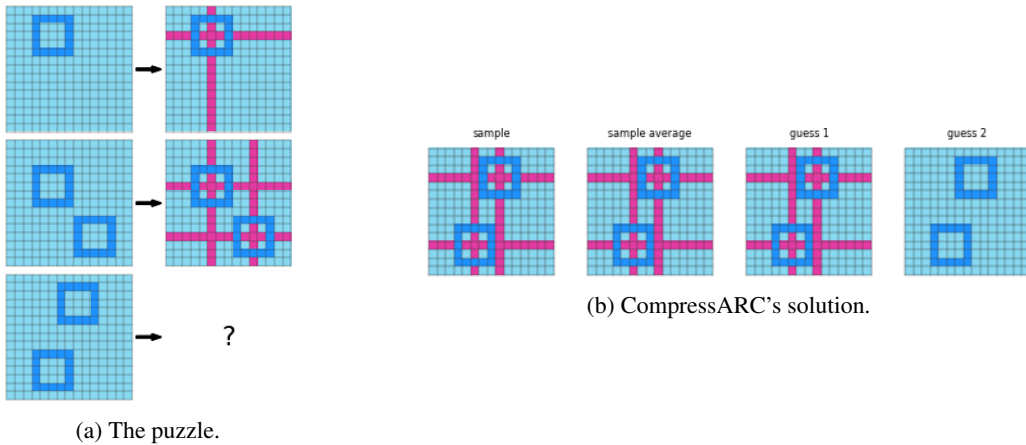 ?
(a) The puzzle.
sample
sample average
guess 1
guess 2
(b) CompressARC's solution.